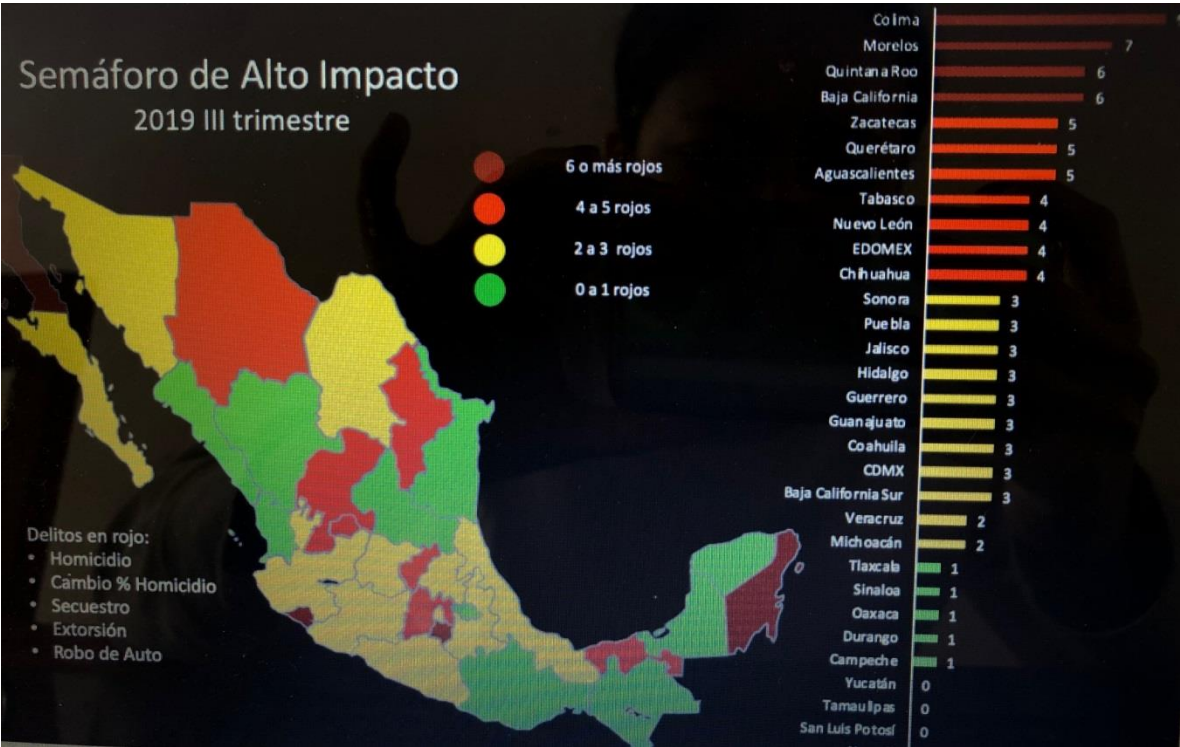 Semáforo de Alto Impacto
2019 III trimestre
6 o más rojos
4 a 5 rojos
2 a 3 rojos
0 a 1 rojos
Delitos en rojo:
• Homicidio
• Cambio % Homicidio
• Secuestro
• Extorsión
• Robo de Auto
Colima
Morelos 7
Quintana Roo 6
Baja California 6
Zacatecas 5
Querétaro 5
Aguascalientes 5
Tabasco 4
Nuevo León 4
EDOMEX 4
Chihuahua 4
Sonora 3
Puebla 3
Jalisco 3
Hidalgo 3
Guerrero 3
Guanajuato 3
Coahuila 3
CDMX 3
Baja California Sur 3
Veracruz 2
Michoacán 2
Tlaxcala 1
Sinaloa 1
Oaxaca 1
Durango 1
Campeche 1
Yucatán 0
Tamaulipas 0
San Luis Potosí 0